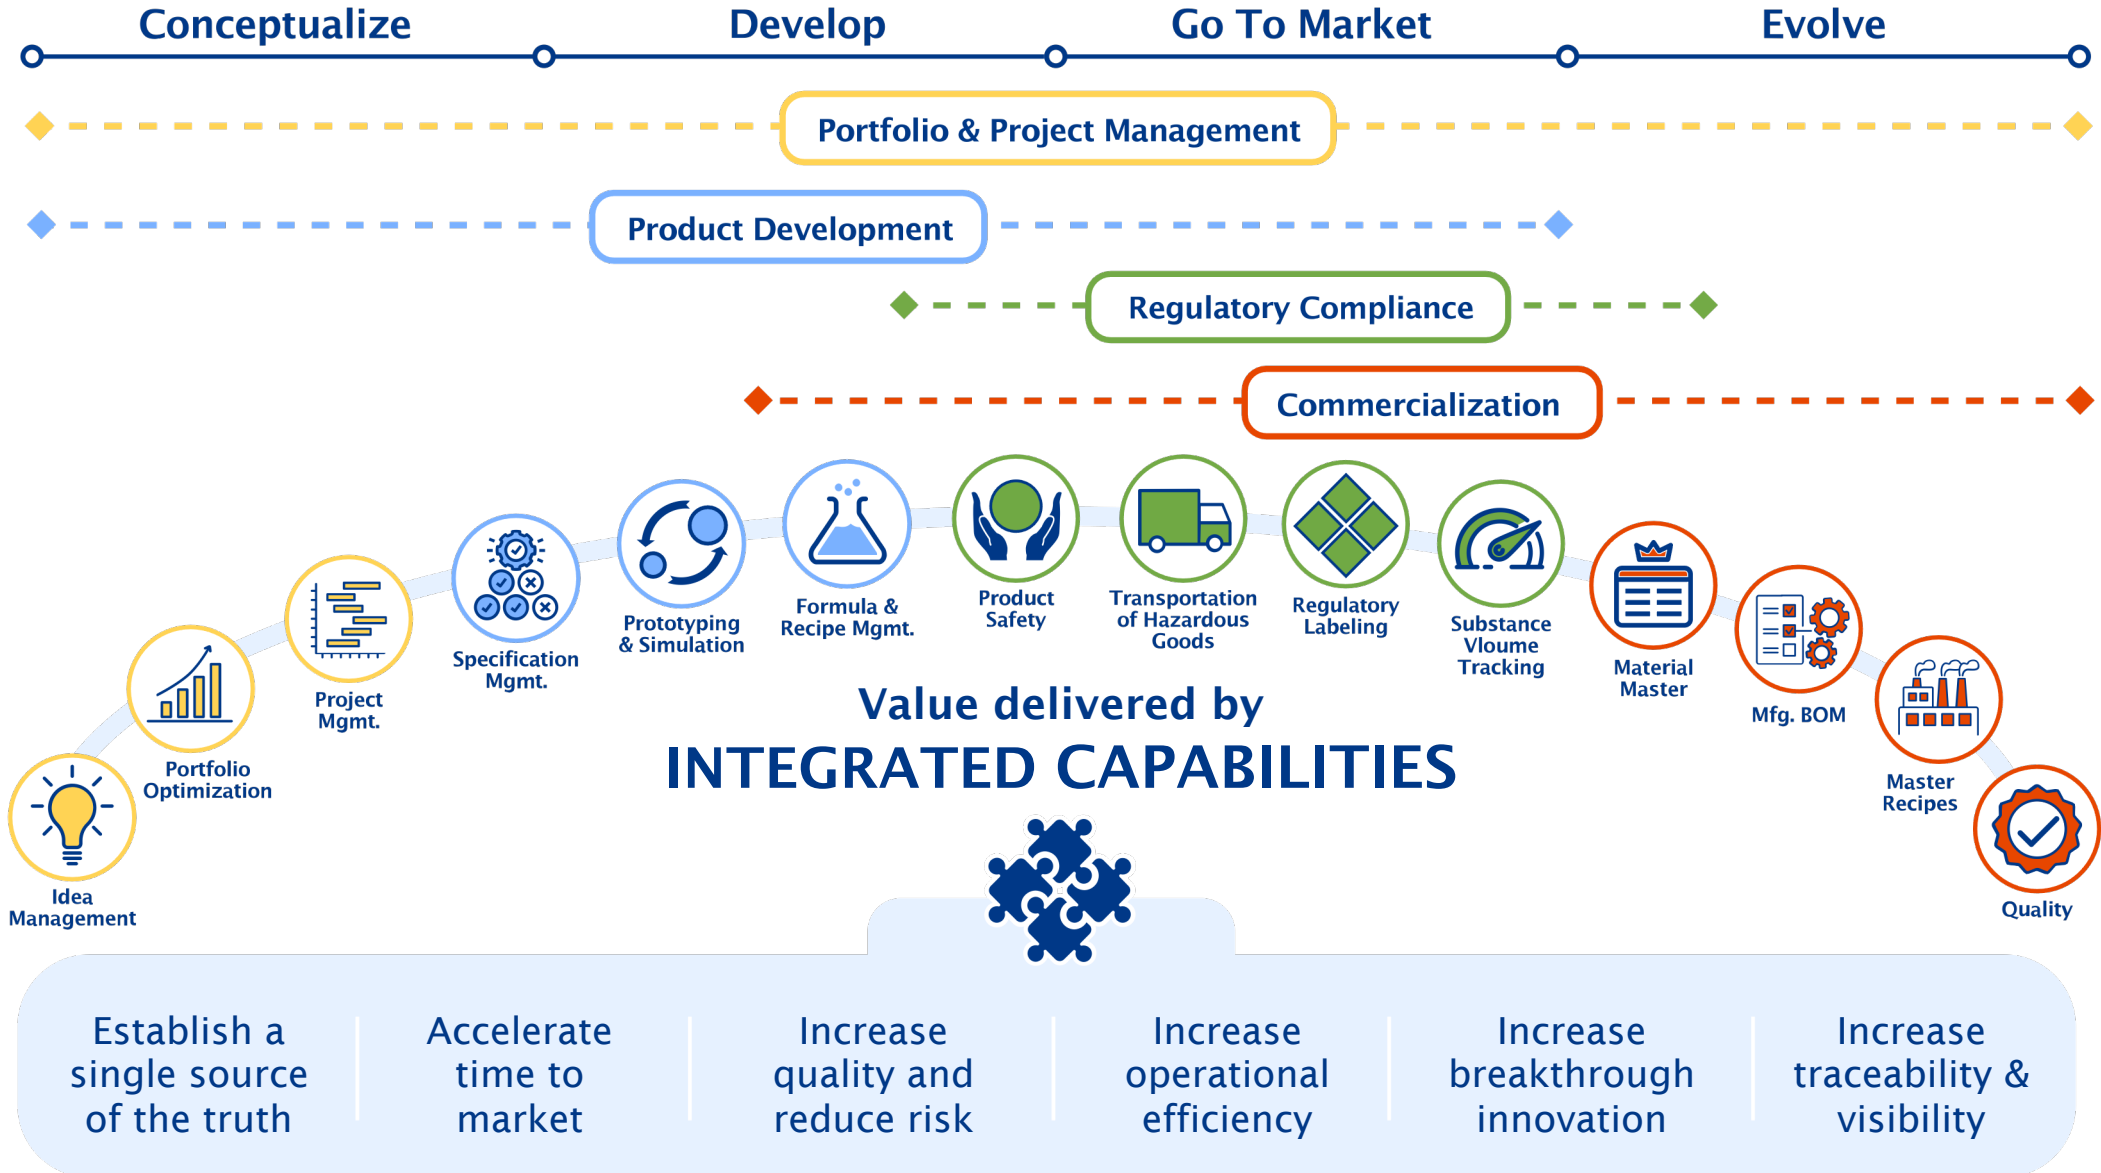 Conceptualize
Develop
Go To Market
Evolve
Portfolio & Project Management
Product Development
Regulatory Compliance
Commercialization
Idea
Management
Portfolio
Optimization
Project
Mgmt.
Specification
Mgmt.
Prototyping
& Simulation
Formula &
Recipe Mgmt.
Product
Safety
Transportation
of Hazardous
Goods
Regulatory
Labeling
Substance
Vloume
Tracking
Material
Master
Mfg. BOM
Master
Recipes
Quality
Value delivered by
INTEGRATED CAPABILITIES
Establish a
single source
of the truth
Accelerate
time to
market
Increase
quality and
reduce risk
Increase
operational
efficiency
Increase
breakthrough
innovation
Increase
traceability &
visibility